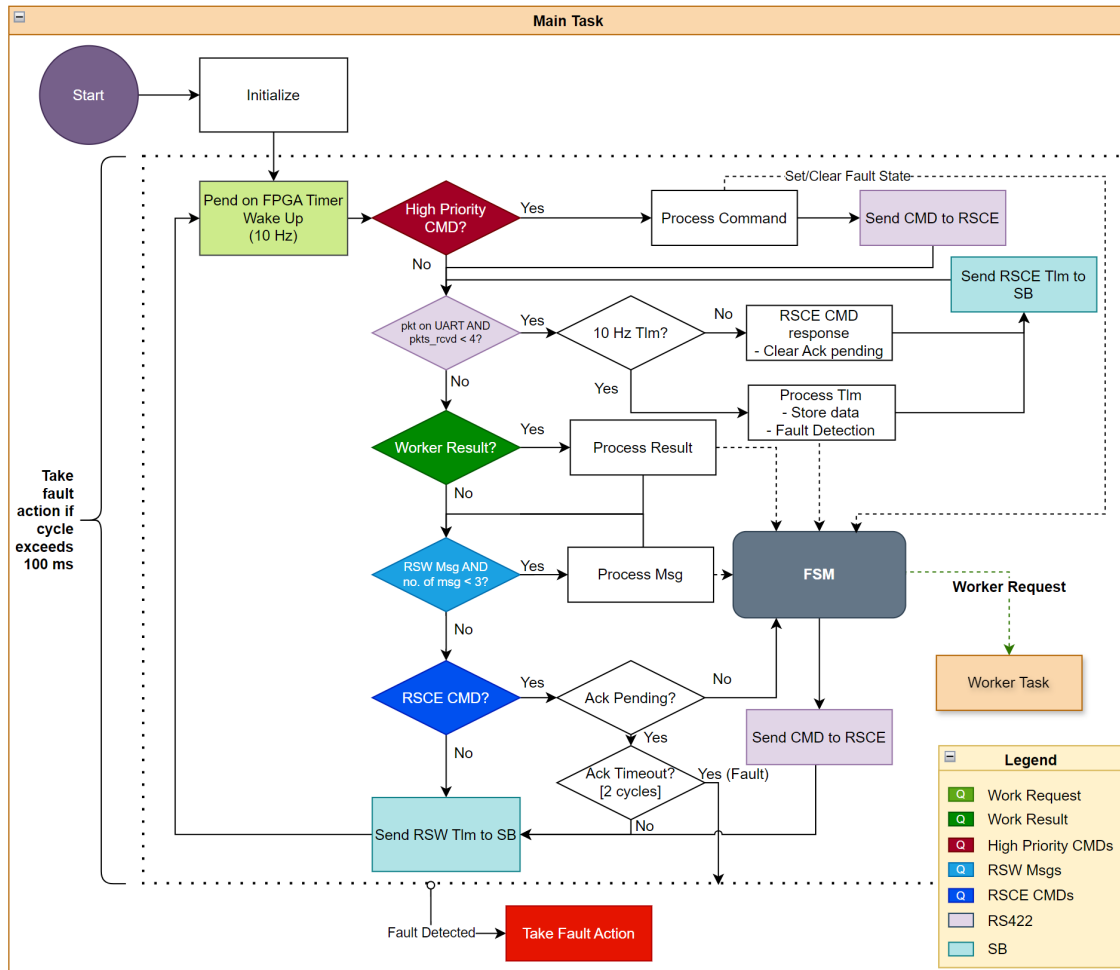 Main Task
Start
Initialize
Set/Clear Fault State
Pend on FPGA Timer
Wake Up
(10 Hz)
High Priority
CMD?
Yes
Process Command
Send CMD to RSCE
No
Send RSCE Tlm to
SB
pkt on UART AND
pkts_rcvd < 4?
Yes
10 Hz Tlm?
No
RSCE CMD
response
- Clear Ack pending
No
Yes
Process Tlm
- Store data
- Fault Detection
Worker Result?
Yes
Process Result
No
Take
fault
action if
cycle
exceeds
100 ms
RSW Msg AND
no. of msg < 3?
Yes
Process Msg
FSM
Worker Request
No
RSCE CMD?
Yes
Ack Pending?
No
Worker Task
No
Yes
Send CMD to RSCE
Ack Timeout?
[2 cycles]
Yes (Fault)
No
Send RSW Tlm to SB
Fault Detected
Take Fault Action
Legend
Q Work Request
Q Work Result
Q High Priority CMDs
Q RSW Msgs
Q RSCE CMDs
RS422
SB